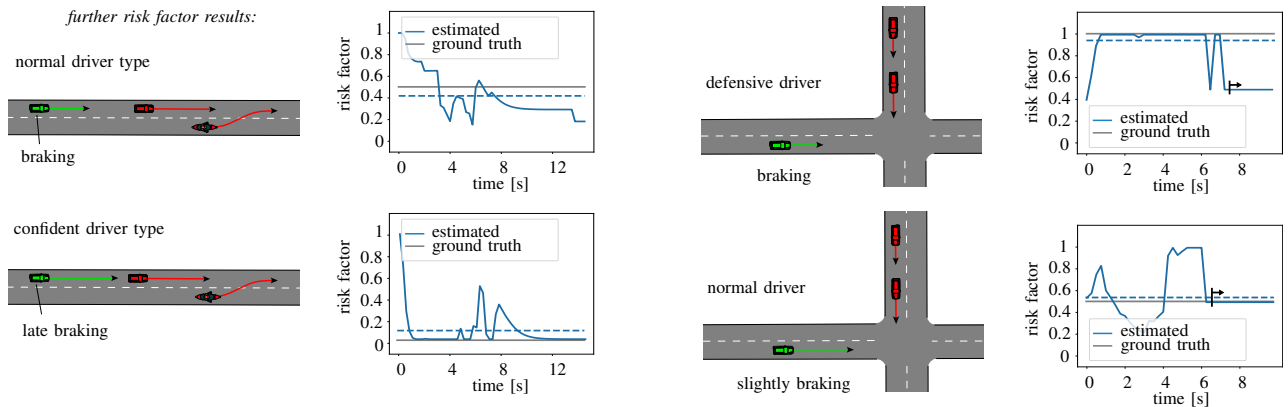 further risk factor results:
normal driver type
braking
risk factor
1
0.8
0.6
0.4
0.2
0
estimated
ground truth
0
4
8
12
time [s]
confident driver type
late braking
risk factor
1
0.8
0.6
0.4
0.2
0
estimated
ground truth
0
4
8
12
time [s]
defensive driver
braking
risk factor
1
0.8
0.6
0.4
0.2
0
estimated
ground truth
0
2
4
6
8
time [s]
normal driver
slightly braking
risk factor
1
0.8
0.6
0.4
0.2
0
estimated
ground truth
0
2
4
6
8
time [s]